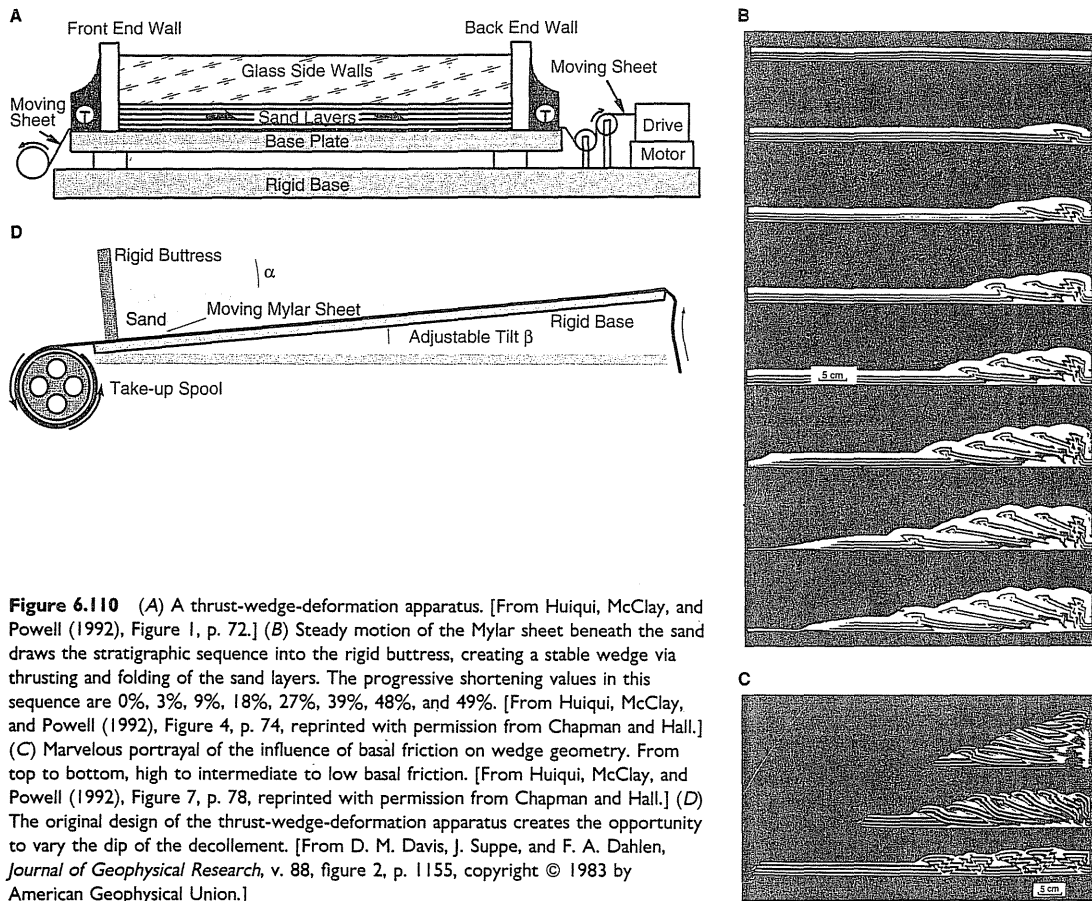 A
Front End Wall
Back End Wall
Glass Side Walls
Moving Sheet
Moving
Sheet
T
T
Sand Layers
Drive
Base Plate
Motor
Rigid Base
D
Rigid Buttress
α
Moving Mylar Sheet
Sand
Rigid Base
Adjustable Tilt β
Take-up Spool
B
5 cm
Figure 6.110 (A) A thrust-wedge-deformation apparatus. [From Huiqui, McClay, and
Powell (1992), Figure 1, p. 72.] (B) Steady motion of the Mylar sheet beneath the sand
draws the stratigraphic sequence into the rigid buttress, creating a stable wedge via
thrusting and folding of the sand layers. The progressive shortening values in this
sequence are 0%, 3%, 9%, 18%, 27%, 39%, 48%, and 49%. [From Huiqui, McClay,
and Powell (1992), Figure 4, p. 74, reprinted with permission from Chapman and Hall.]
(C) Marvelous portrayal of the influence of basal friction on wedge geometry. From
top to bottom, high to intermediate to low basal friction. [From Huiqui, McClay, and
Powell (1992), Figure 7, p. 78, reprinted with permission from Chapman and Hall.] (D)
The original design of the thrust-wedge-deformation apparatus creates the opportunity
to vary the dip of the decollement. [From D. M. Davis, J. Suppe, and F. A. Dahlen,
Journal of Geophysical Research, v. 88, figure 2, p. 1155, copyright © 1983 by
American Geophysical Union.]
C
5 cm